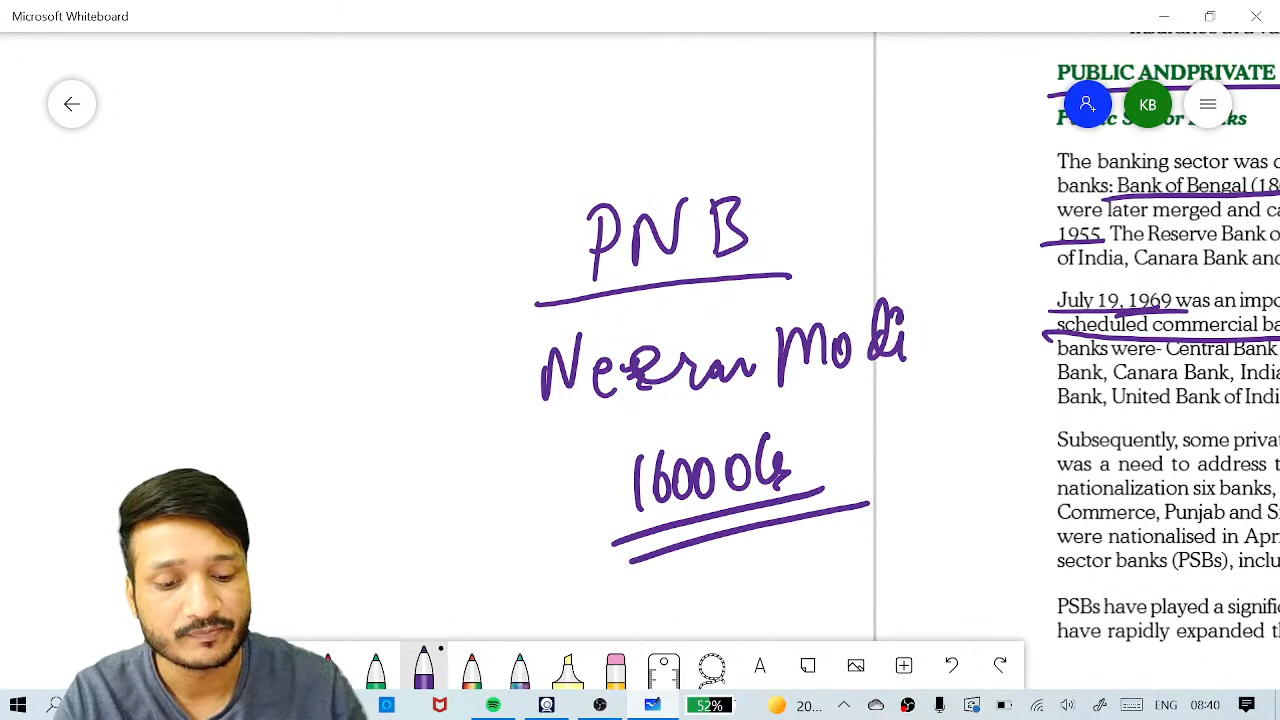 Microsoft Whiteboard
PUBLIC ANDPRIVATE
KB
The banking sector was
banks: Bank of Bengal (18
were later merged and
1955. The Reserve Bank
of India, Canara Bank and
July 19, 1969 was an
scheduled commercial
banks were- Central Bank
Bank, Canara Bank,
Bank, United Bank of
Subsequently, some
was a need to address
nationalization six banks,
Commerce, Punjab and
were nationalised in
sector banks (PSBs),
PSBs have played a
have rapidly expanded
PNB
Neerav Modi
16000 Cr
52%
20
ENG
08:40